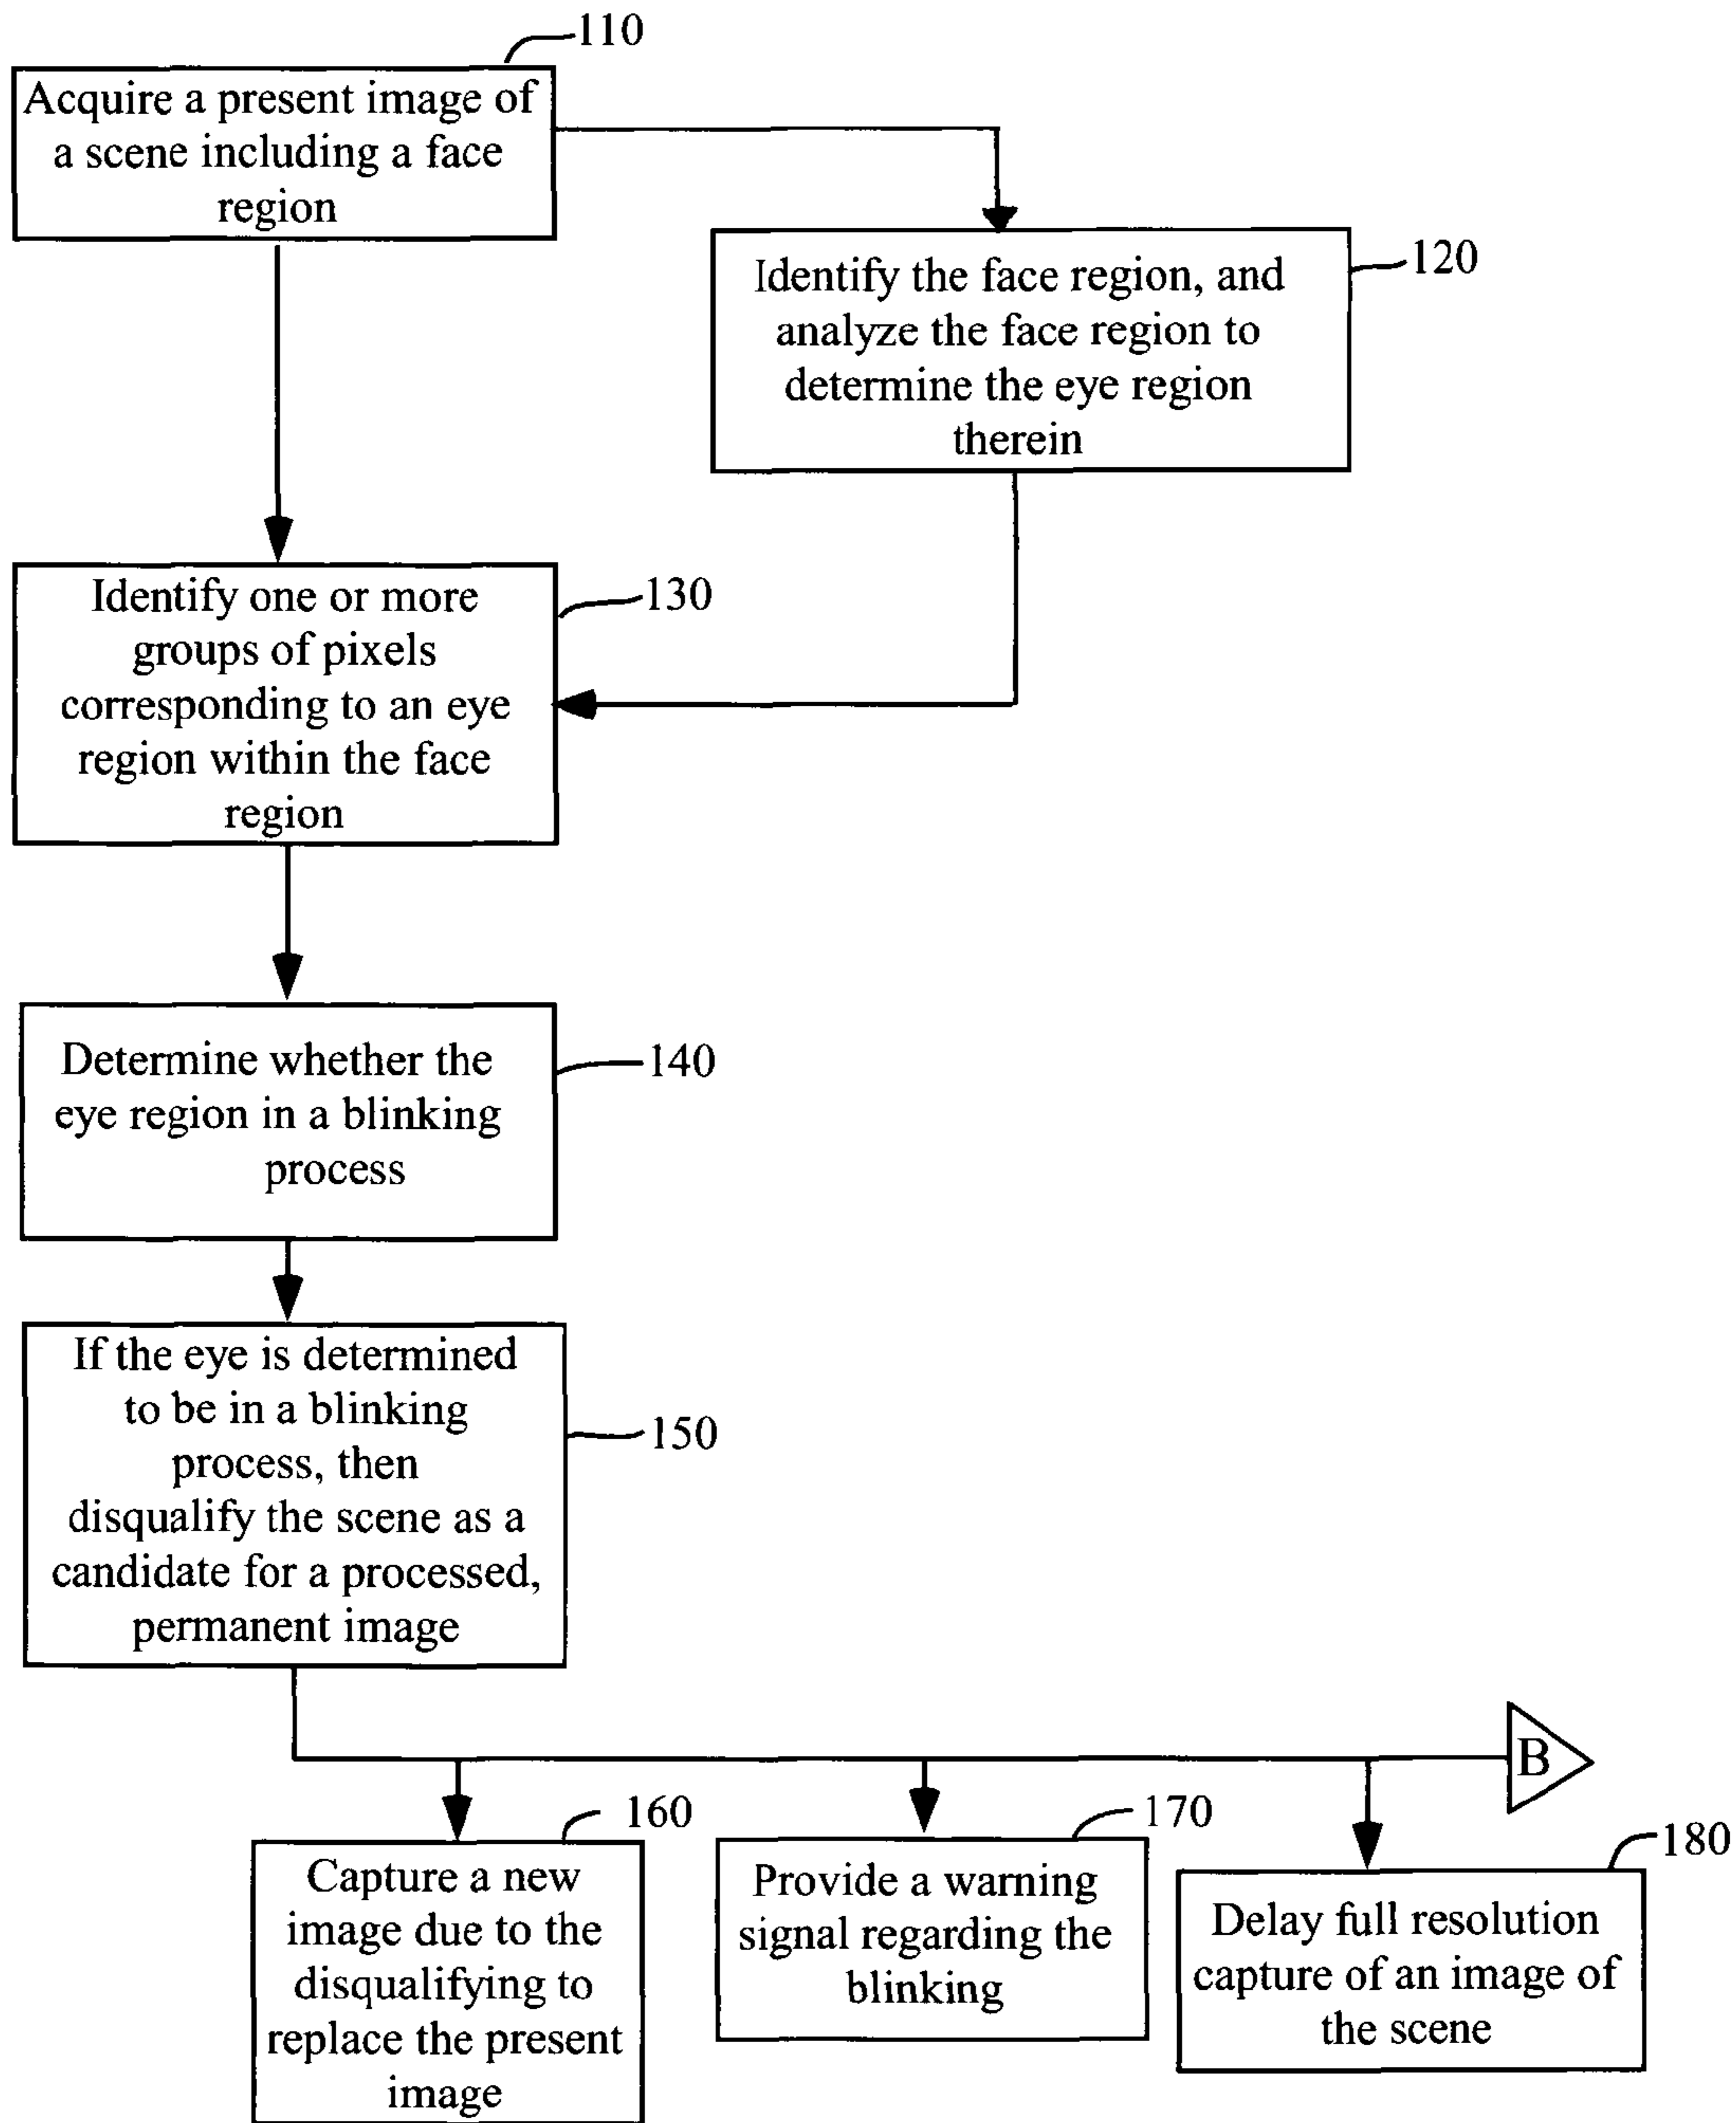 110
Acquire a present image of
a scene including a face
region
120
Identify the face region, and
analyze the face region to
determine the eye region
therein
130
Identify one or more
groups of pixels
corresponding to an eye
region within the face
region
140
Determine whether the
eye region in a blinking
process
150
If the eye is determined
to be in a blinking
process, then
disqualify the scene as a
candidate for a processed,
permanent image
B
160
Capture a new
image due to the
disqualifying to
replace the present
image
170
Provide a warning
signal regarding the
blinking
180
Delay full resolution
capture of an image of
the scene